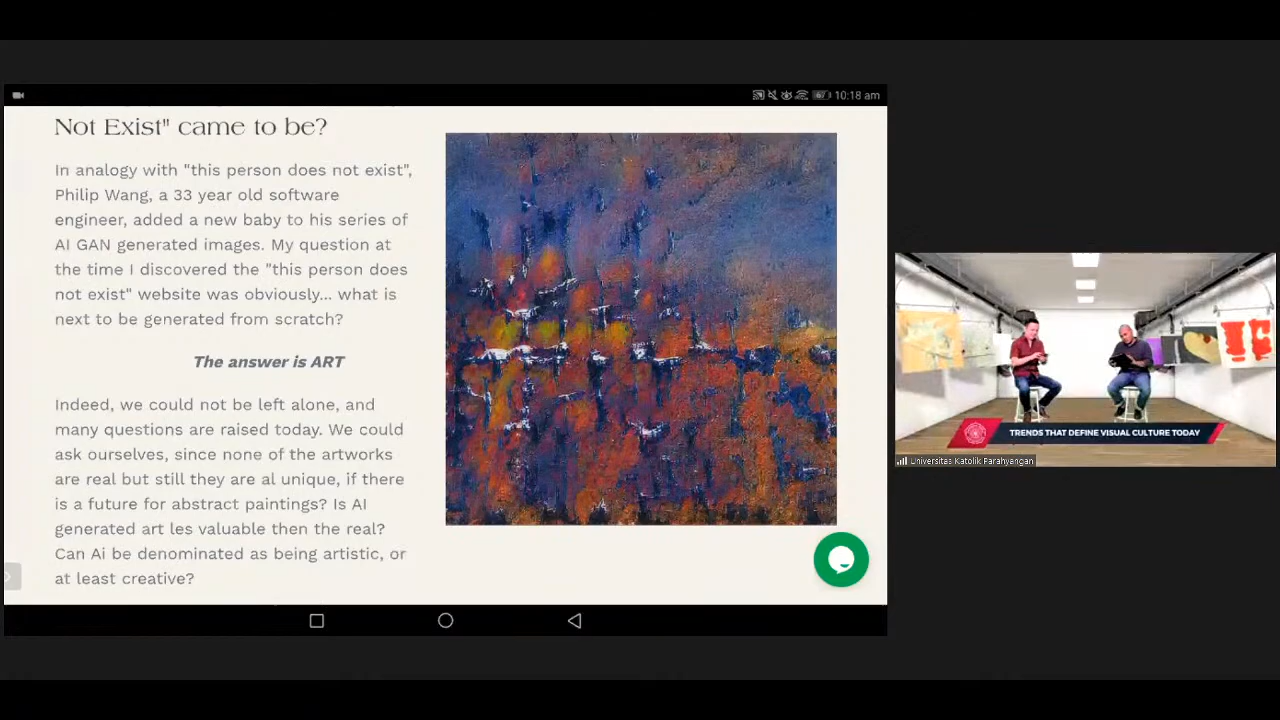 10:18 am
Not Exist" came to be?
In analogy with "this person does not exist",
Philip Wang, a 33 year old software
engineer, added a new baby to his series of
AI GAN generated images. My question at
the time I discovered the "this person does
not exist" website was obviously... what is
next to be generated from scratch?
The answer is ART
Indeed, we could not be left alone, and
many questions are raised today. We could
ask ourselves, since none of the artworks
are real but still they are al unique, if there
is a future for abstract paintings? Is AI
generated art les valuable then the real?
Can Ai be denominated as being artistic, or
at least creative?
TRENDS THAT DEFINE VISUAL CULTURE TODAY
Universitas Katolik Parahyangan